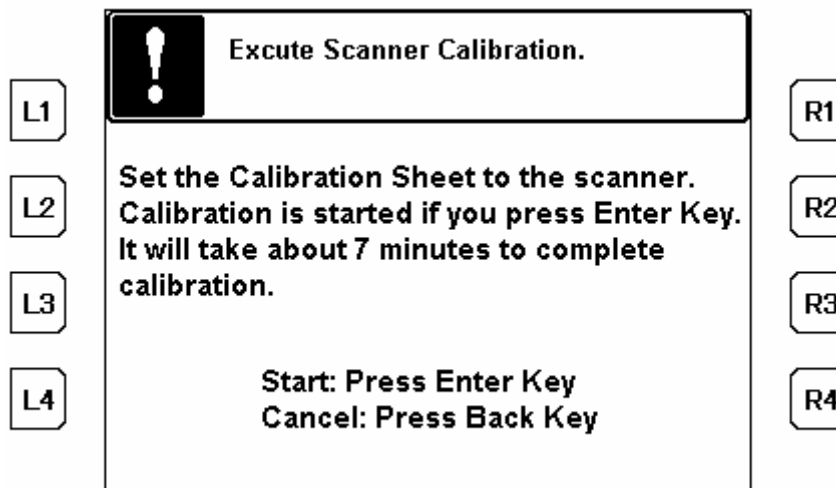 Excute Scanner Calibration.
L1
R1
Set the Calibration Sheet to the scanner.
L2
Calibration is started if you press Enter Key.
R2
It will take about 7 minutes to complete
L3
calibration.
R3
Start: Press Enter Key
L4
Cancel: Press Back Key
R4